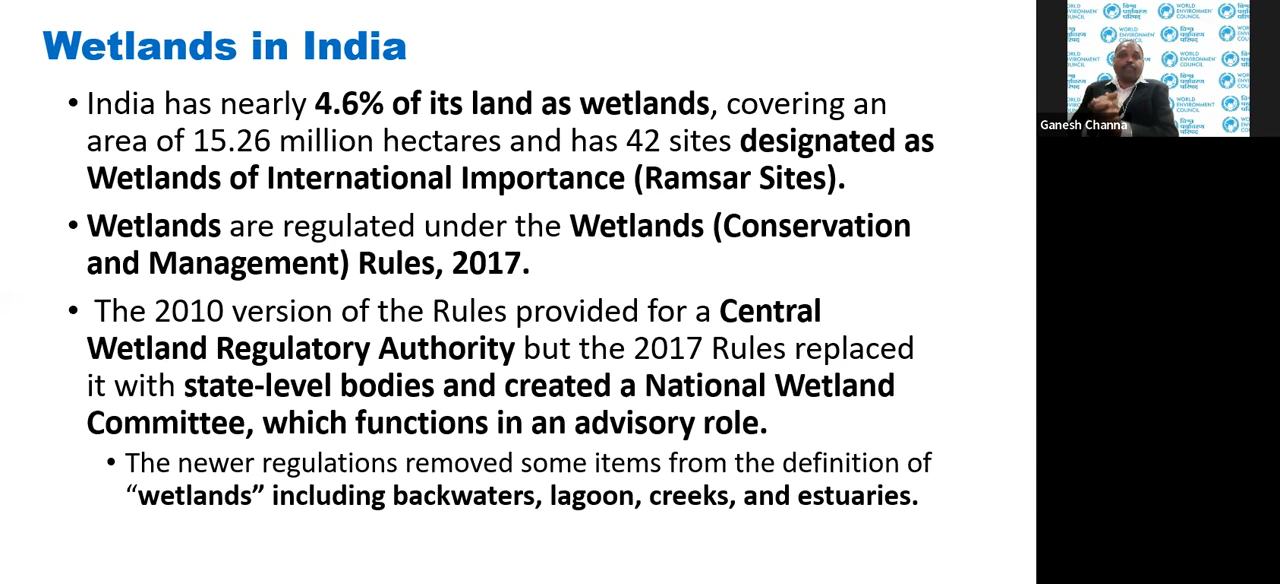 Wetlands in India
• India has nearly 4.6% of its land as wetlands, covering an
area of 15.26 million hectares and has 42 sites designated as
Wetlands of International Importance (Ramsar Sites).
• Wetlands are regulated under the Wetlands (Conservation
and Management) Rules, 2017.
• The 2010 version of the Rules provided for a Central
Wetland Regulatory Authority but the 2017 Rules replaced
it with state-level bodies and created a National Wetland
Committee, which functions in an advisory role.
• The newer regulations removed some items from the definition of
“wetlands” including backwaters, lagoon, creeks, and estuaries.
WORLD
ENVIRONMENT
COUNCIL
विश्व
पर्यावरण
परिषद
Ganesh Channa